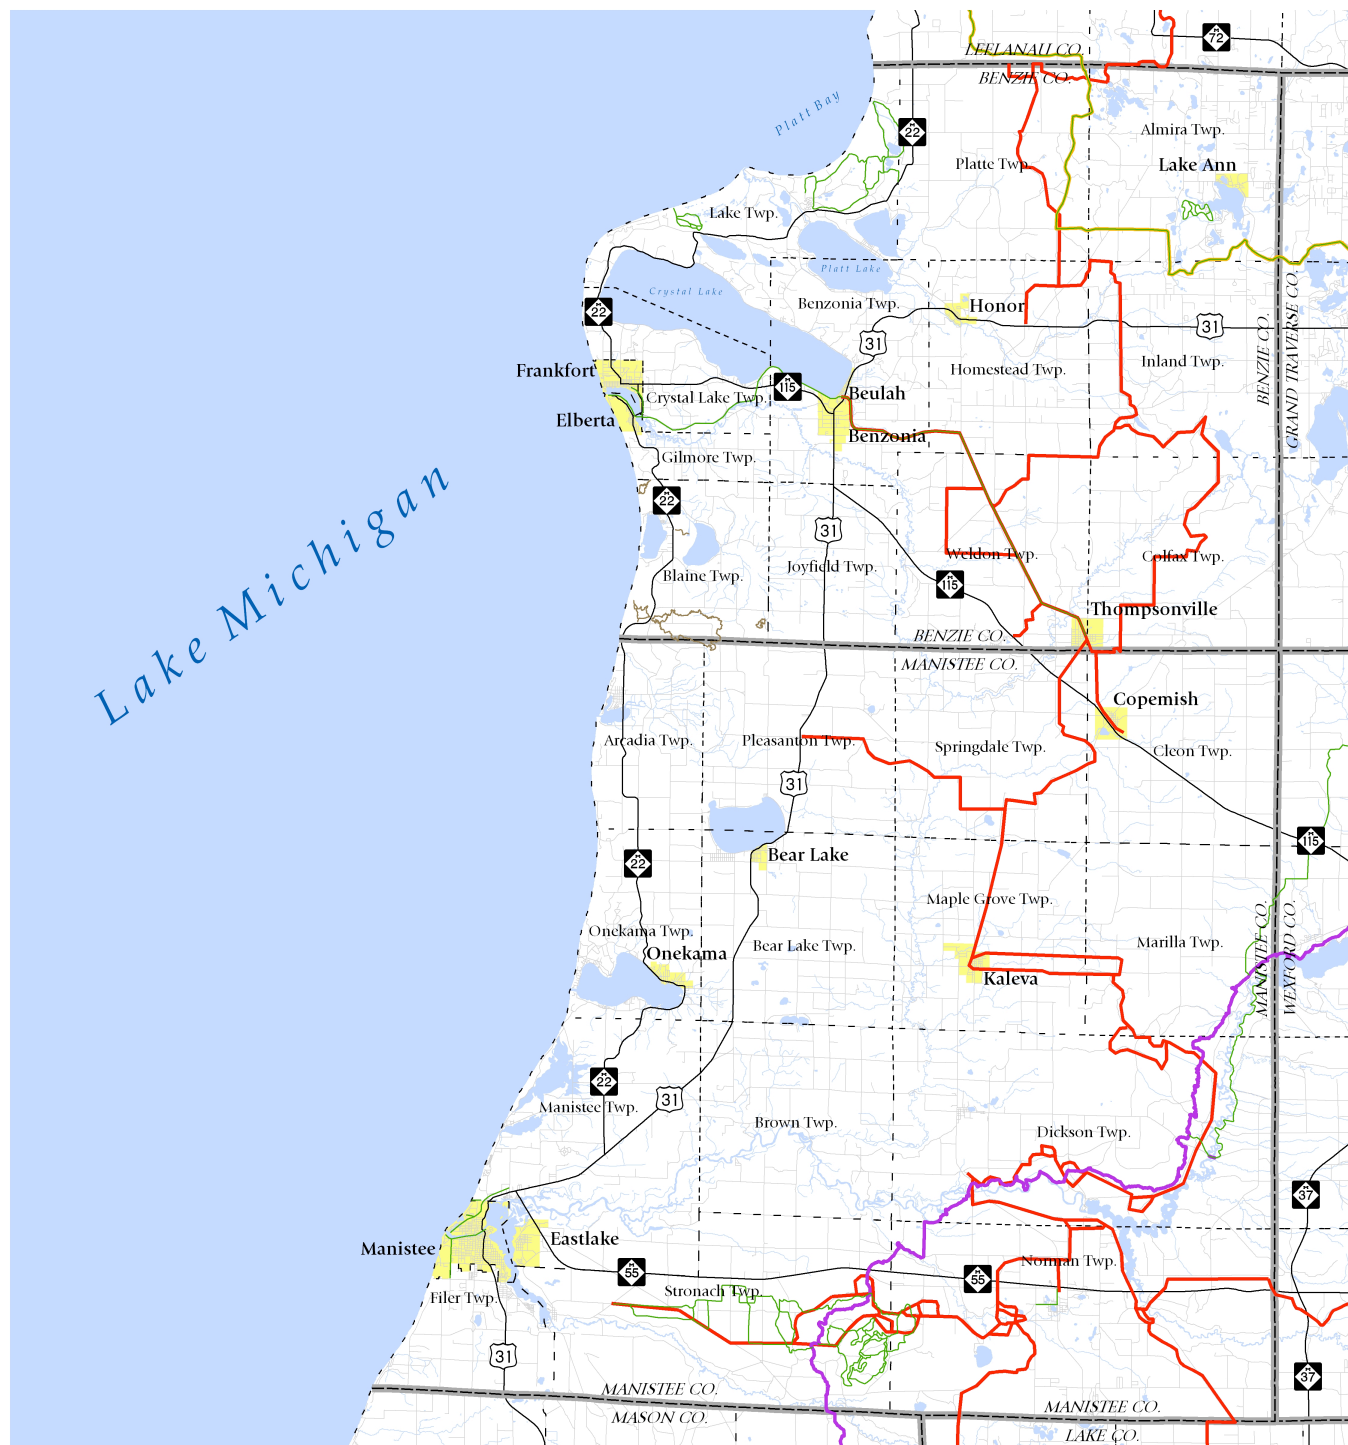 LEELANAU CO.
72
BENZIE CO.
Platt Bay
22
Almira Twp.
Platte Twp.
Lake Ann
Lake Twp.
Platt Lake
Crystal Lake
Benzonia Twp.
Honor
22
31
31
BENZIE CO.
GRAND TRAVERSE CO.
Frankfort
Homestead Twp.
Inland Twp.
115
Crystal Lake Twp.
Beulah
Elberta
Benzonia
Gilmore Twp.
Lake Michigan
22
31
Weldon Twp.
Colfax Twp.
Joyfield Twp.
Blaine Twp.
115
Thompsonville
BENZIE CO.
MANISTEE CO.
Copemish
Arcadia Twp.
Pleasanton Twp.
Springdale Twp.
Cleon Twp.
31
115
22
Bear Lake
Maple Grove Twp.
MANISTEE CO.
WEXFORD CO.
Onekama Twp.
Bear Lake Twp.
Marilla Twp.
Onekama
Kaleva
22
31
Manistee Twp.
Brown Twp.
Dickson Twp.
37
Manistee
Eastlake
55
55
Norman Twp.
Stronach Twp.
Filer Twp.
31
37
MANISTEE CO.
MASON CO.
MANISTEE CO.
LAKE CO.